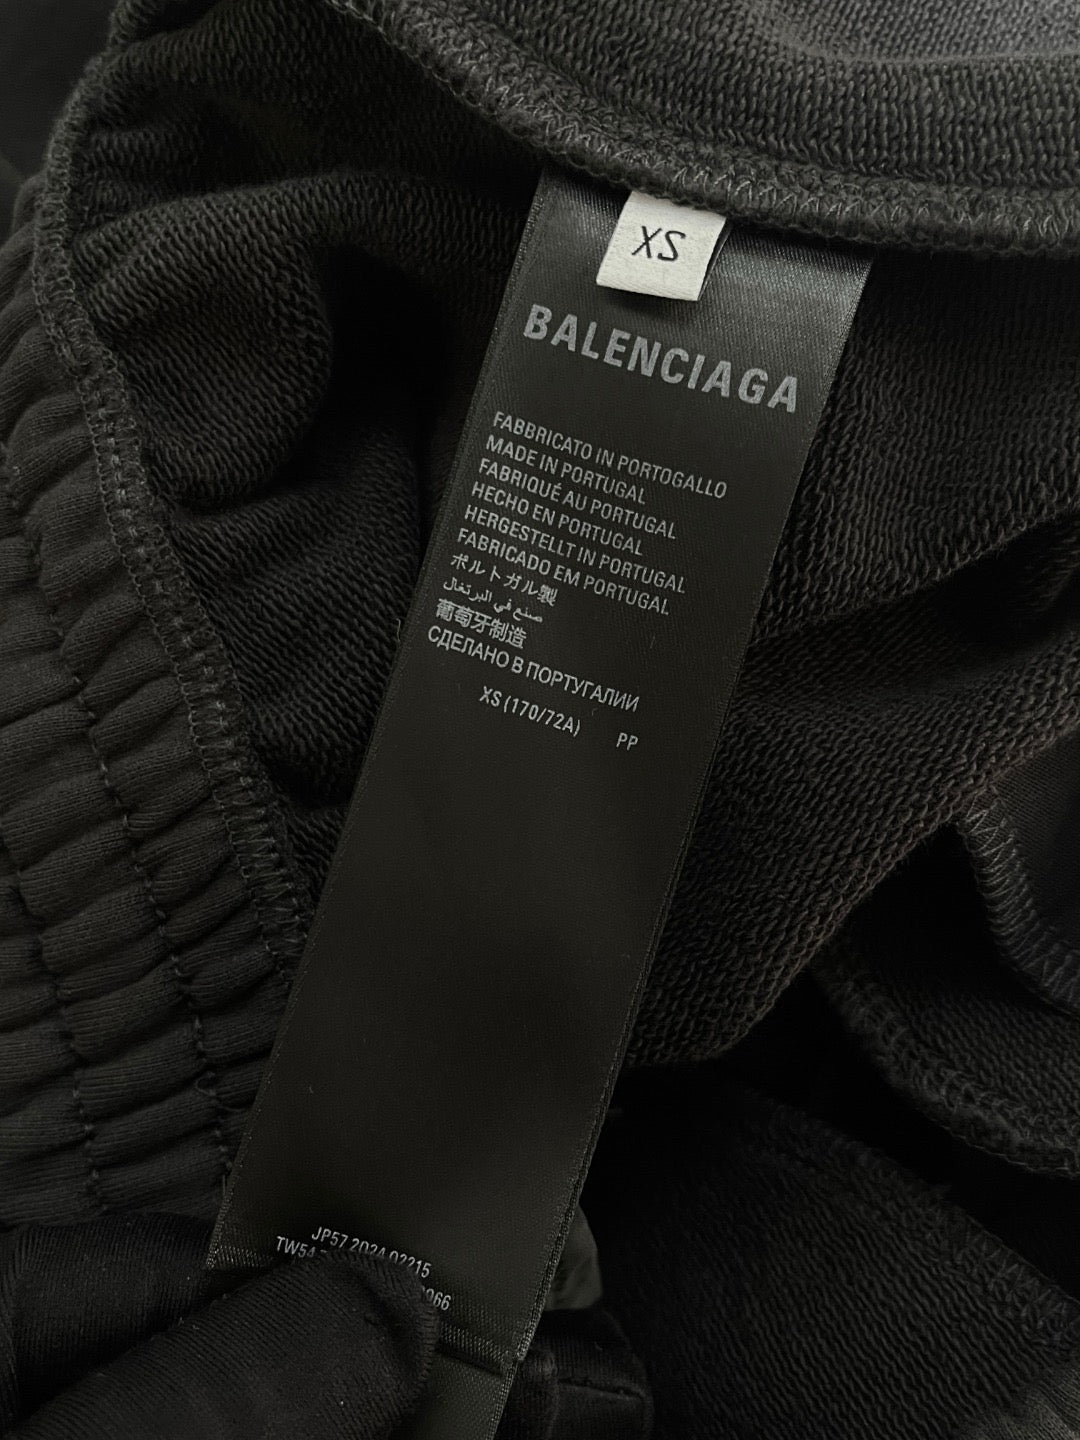 XS
BALENCIAGA
FABBRICATO IN PORTOGALLO
MADE IN PORTUGAL
FABRIQUÉ AU PORTUGAL
HECHO EN PORTUGAL
HERGESTELLT IN PORTUGAL
FABRICADO EM PORTUGAL
ポルトガル製
صنع في البرتغال
葡萄牙制造
СДЕЛАНО В ПОРТУГАЛИИ
XS (170/72A) PP
JP57 2024 02215
TW54